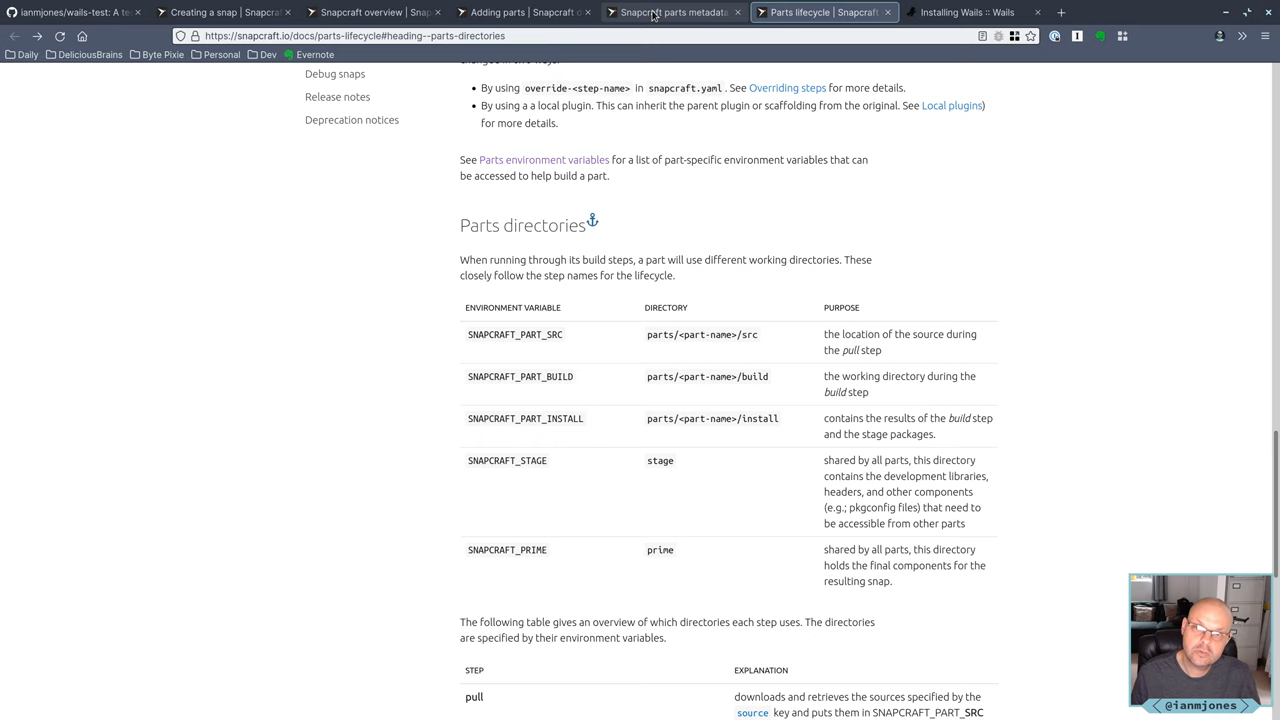 ianmjones/wails-test: A te
Creating a snap | Snapcraf
Snapcraft overview | Snap
Adding parts | Snapcraft d
Snapcraft parts metadata
Parts lifecycle | Snapcraft
Installing Wails :: Wails
https://snapcraft.io/docs/parts-lifecycle#heading--parts-directories
Daily
DeliciousBrains
Byte Pixie
Personal
Dev
Evernote
Debug snaps
Release notes
Deprecation notices
By using override-<step-name> in snapcraft.yaml. See Overriding steps for more details.
By using a a local plugin. This can inherit the parent plugin or scaffolding from the original. See Local plugins)
for more details.
See Parts environment variables for a list of part-specific environment variables that can
be accessed to help build a part.
Parts directories
When running through its build steps, a part will use different working directories. These
closely follow the step names for the lifecycle.
ENVIRONMENT VARIABLE DIRECTORY PURPOSE
SNAPCRAFT_PART_SRC parts/<part-name>/src the location of the source during
the pull step
SNAPCRAFT_PART_BUILD parts/<part-name>/build the working directory during the
build step
SNAPCRAFT_PART_INSTALL parts/<part-name>/install contains the results of the build step
and the stage packages.
SNAPCRAFT_STAGE stage shared by all parts, this directory
contains the development libraries,
headers, and other components
(e.g.; pkgconfig files) that need to
be accessible from other parts
SNAPCRAFT_PRIME prime shared by all parts, this directory
holds the final components for the
resulting snap.
The following table gives an overview of which directories each step uses. The directories
are specified by their environment variables.
STEP EXPLANATION
pull downloads and retrieves the sources specified by the
source key and puts them in SNAPCRAFT_PART_SRC
@ianmjones